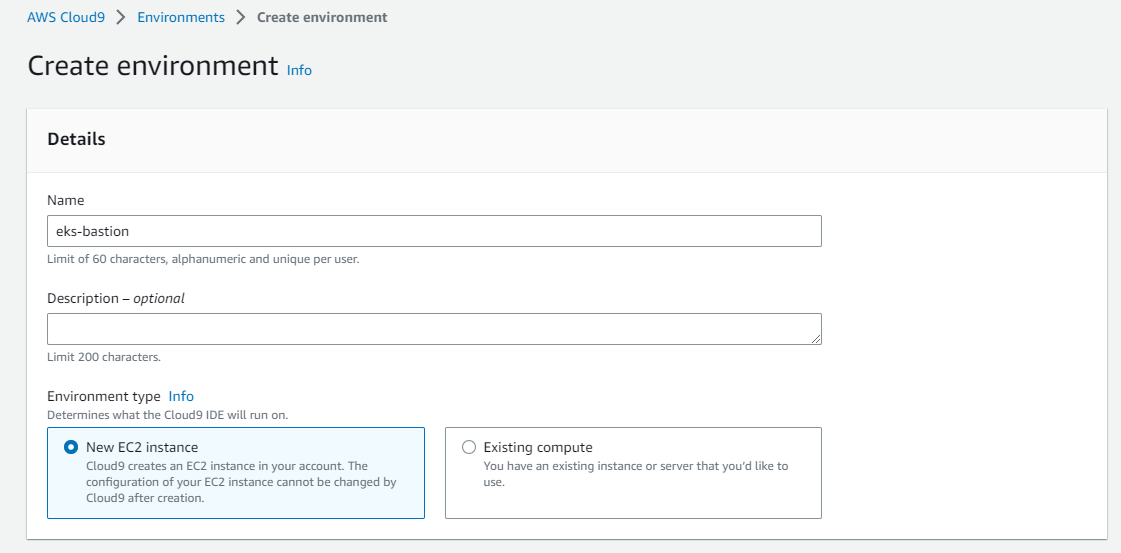 AWS Cloud9 > Environments > Create environment
Create environment Info
Details
Name
eks-bastion
Limit of 60 characters, alphanumeric and unique per user.
Description – optional
Limit 200 characters.
Environment type Info
Determines what the Cloud9 IDE will run on.
New EC2 instance
Cloud9 creates an EC2 instance in your account. The
configuration of your EC2 instance cannot be changed by
Cloud9 after creation.
Existing compute
You have an existing instance or server that you'd like to
use.